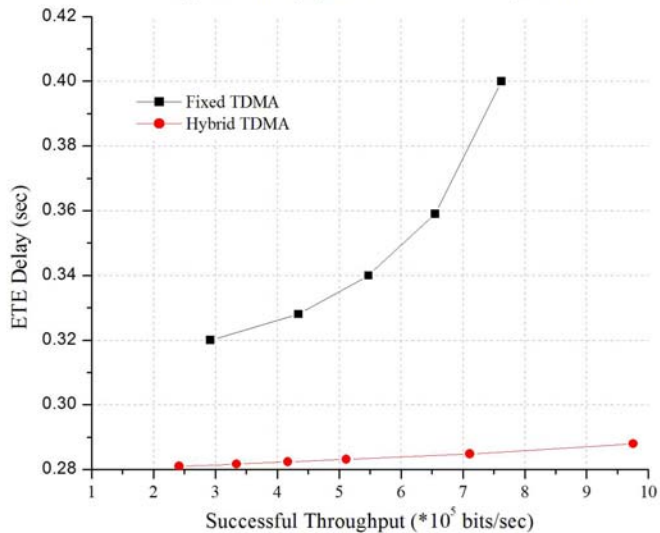 0.42
0.40
0.38
0.36
0.34
0.32
0.30
0.28
ETE Delay (sec)
Fixed TDMA
Hybrid TDMA
1 2 3 4 5 6 7 8 9 10
Successful Throughput (*10⁵ bits/sec)